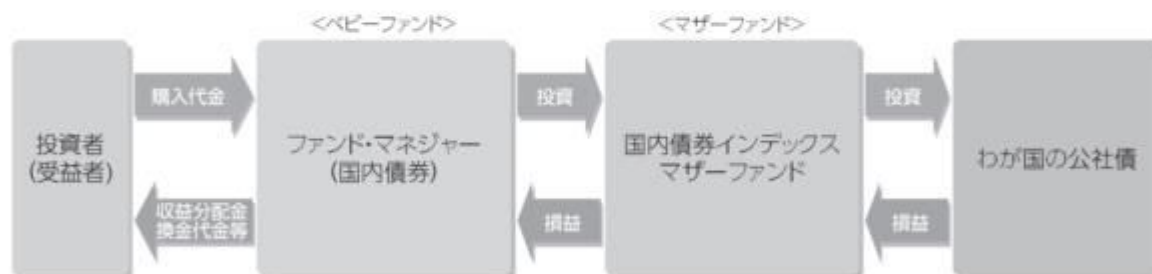 <ベビーファンド>
<マザーファンド>
投資者
(受益者)
購入代金
収益分配金
換金代金等
ファンド・マネジャー
(国内債券)
投資
損益
国内債券インデックス
マザーファンド
投資
損益
わが国の公社債